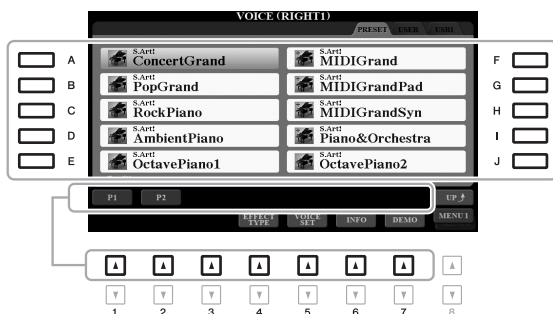 VOICE (RIGHT1)
PRESET USER USB1
A S.Art! ConcertGrand S.Art! MIDIGrand F
B S.Art! PopGrand S.Art! MIDIGrandPad G
C S.Art! RockPiano S.Art! MIDIGrandSyn H
D S.Art! AmbientPiano S.Art! Piano&Orchestra I
E S.Art! OctavePiano1 S.Art! OctavePiano2 J
P1 P2 UP
EFFECT TYPE VOICE SET INFO DEMO MENU 1
1 2 3 4 5 6 7 8